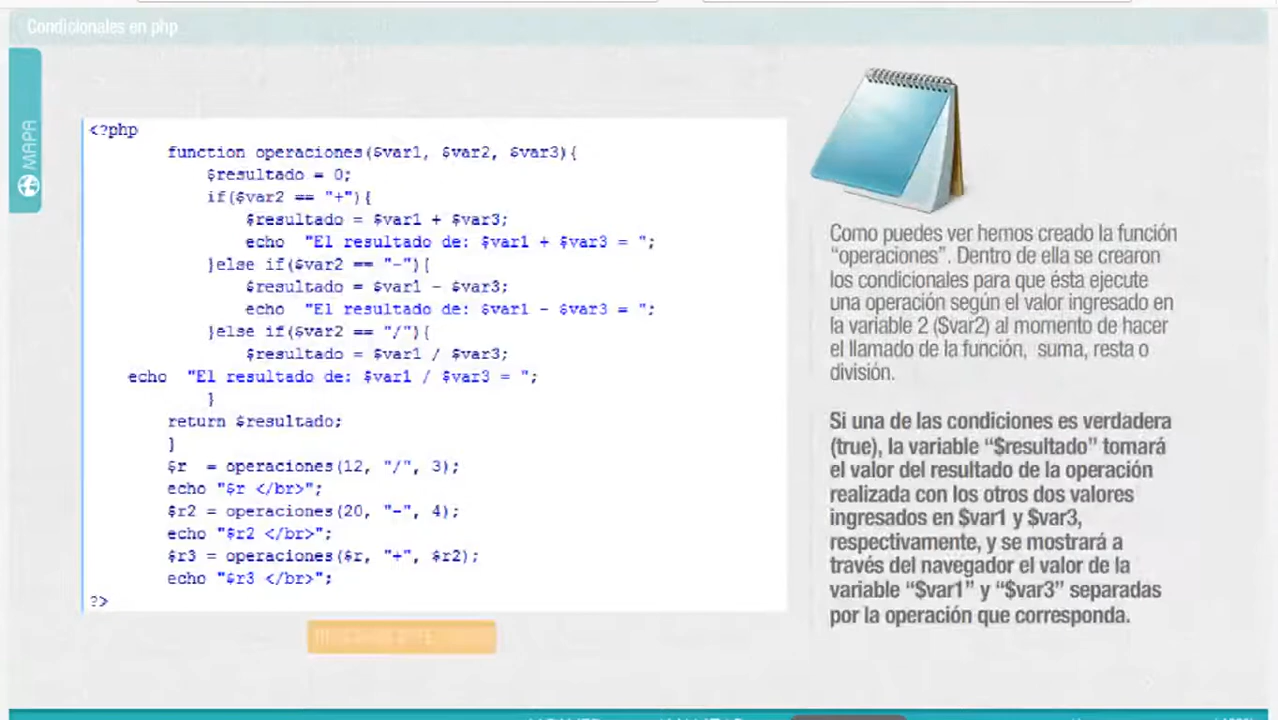 Condicionales en php
MAPA
<?php
function operaciones($var1, $var2, $var3){
$resultado = 0;
if($var2 == "+"){
$resultado = $var1 + $var3;
echo "El resultado de: $var1 + $var3 = ";
}else if($var2 == "-"){
$resultado = $var1 - $var3;
echo "El resultado de: $var1 - $var3 = ";
}else if($var2 == "/"){
$resultado = $var1 / $var3;
echo "El resultado de: $var1 / $var3 = ";
}
return $resultado;
}
$r = operaciones(12, "/", 3);
echo "$r </br>";
$r2 = operaciones(20, "-", 4);
echo "$r2 </br>";
$r3 = operaciones($r, "+", $r2);
echo "$r3 </br>";
?>
Como puedes ver hemos creado la función
“operaciones”. Dentro de ella se crearon
los condicionales para que ésta ejecute
una operación según el valor ingresado en
la variable 2 ($var2) al momento de hacer
el llamado de la función, suma, resta o
división.
Si una de las condiciones es verdadera
(true), la variable “$resultado” tomará
el valor del resultado de la operación
realizada con los otros dos valores
ingresados en $var1 y $var3,
respectivamente, y se mostrará a
través del navegador el valor de la
variable “$var1” y “$var3” separadas
por la operación que corresponda.